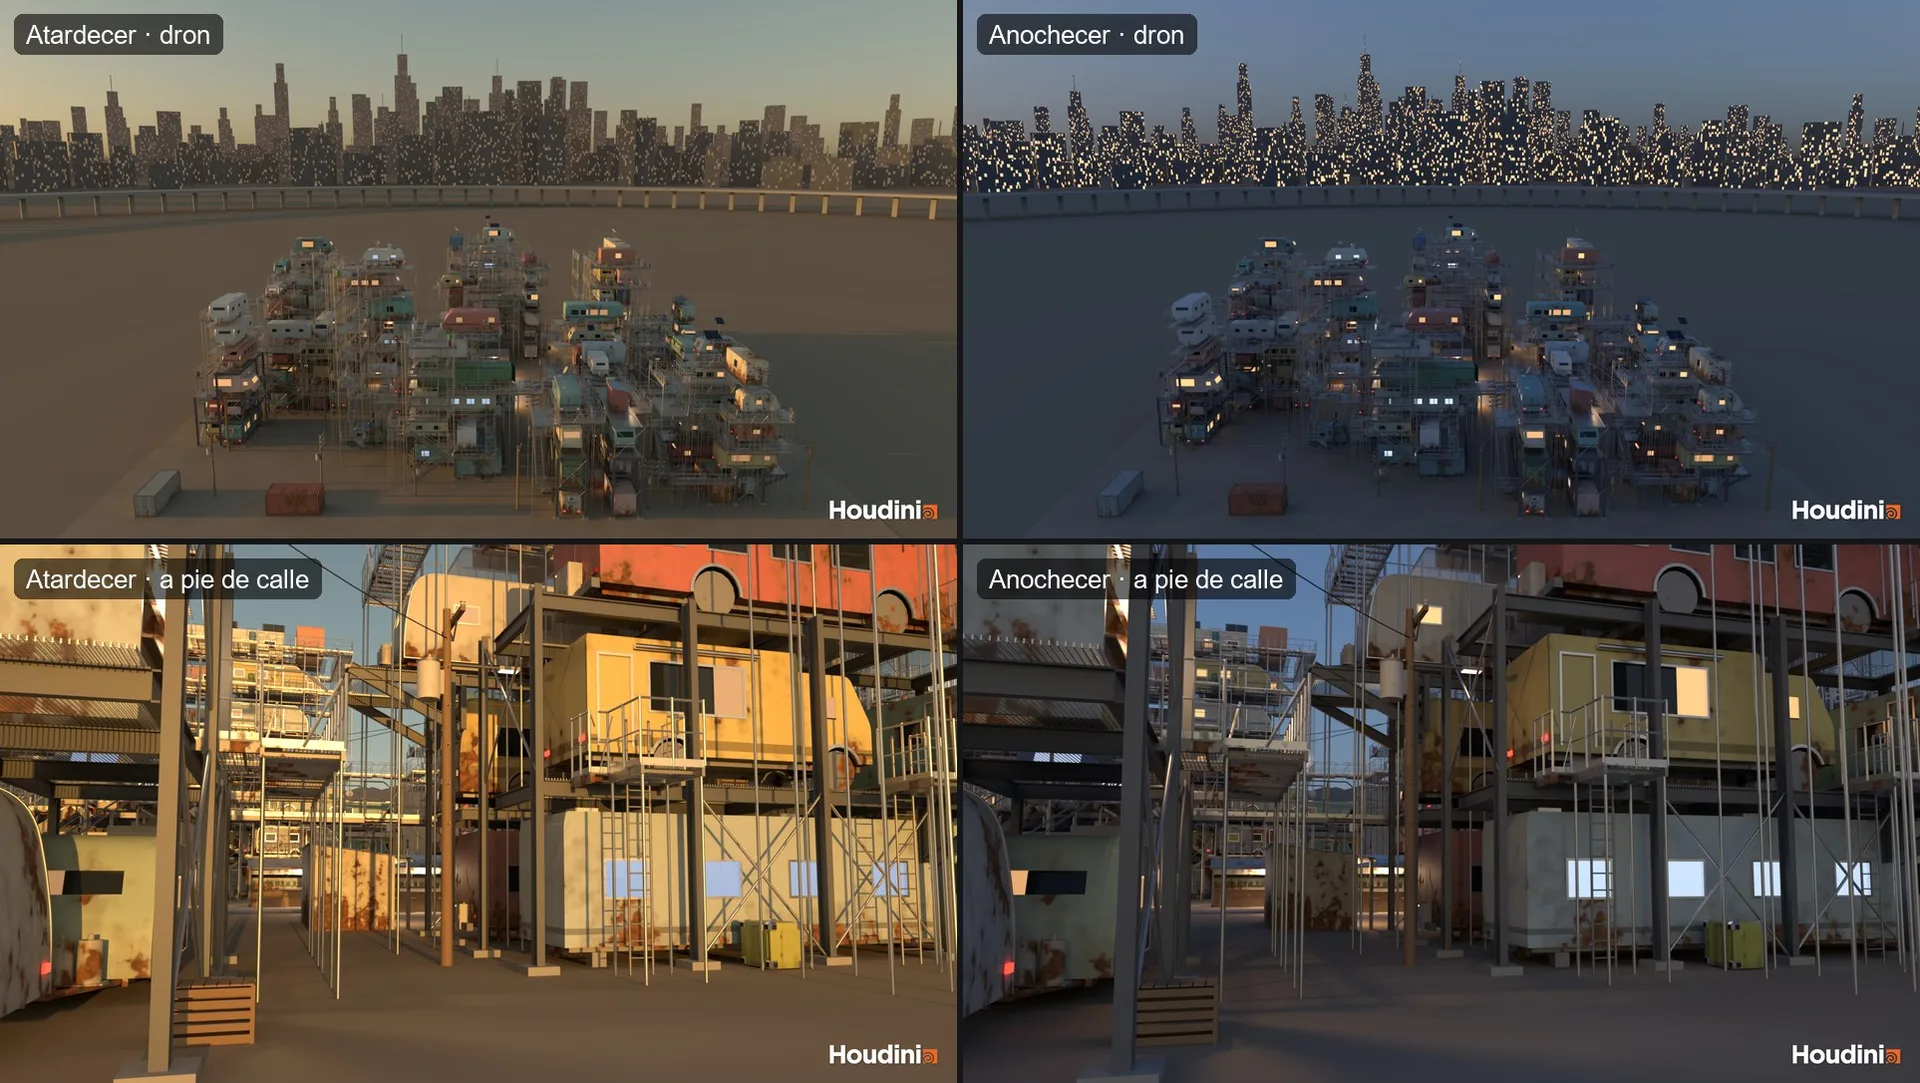 Atardecer · dron
Anochecer · dron
Houdini
Houdini
Atardecer · a pie de calle
Anochecer · a pie de calle
Houdini
Houdini